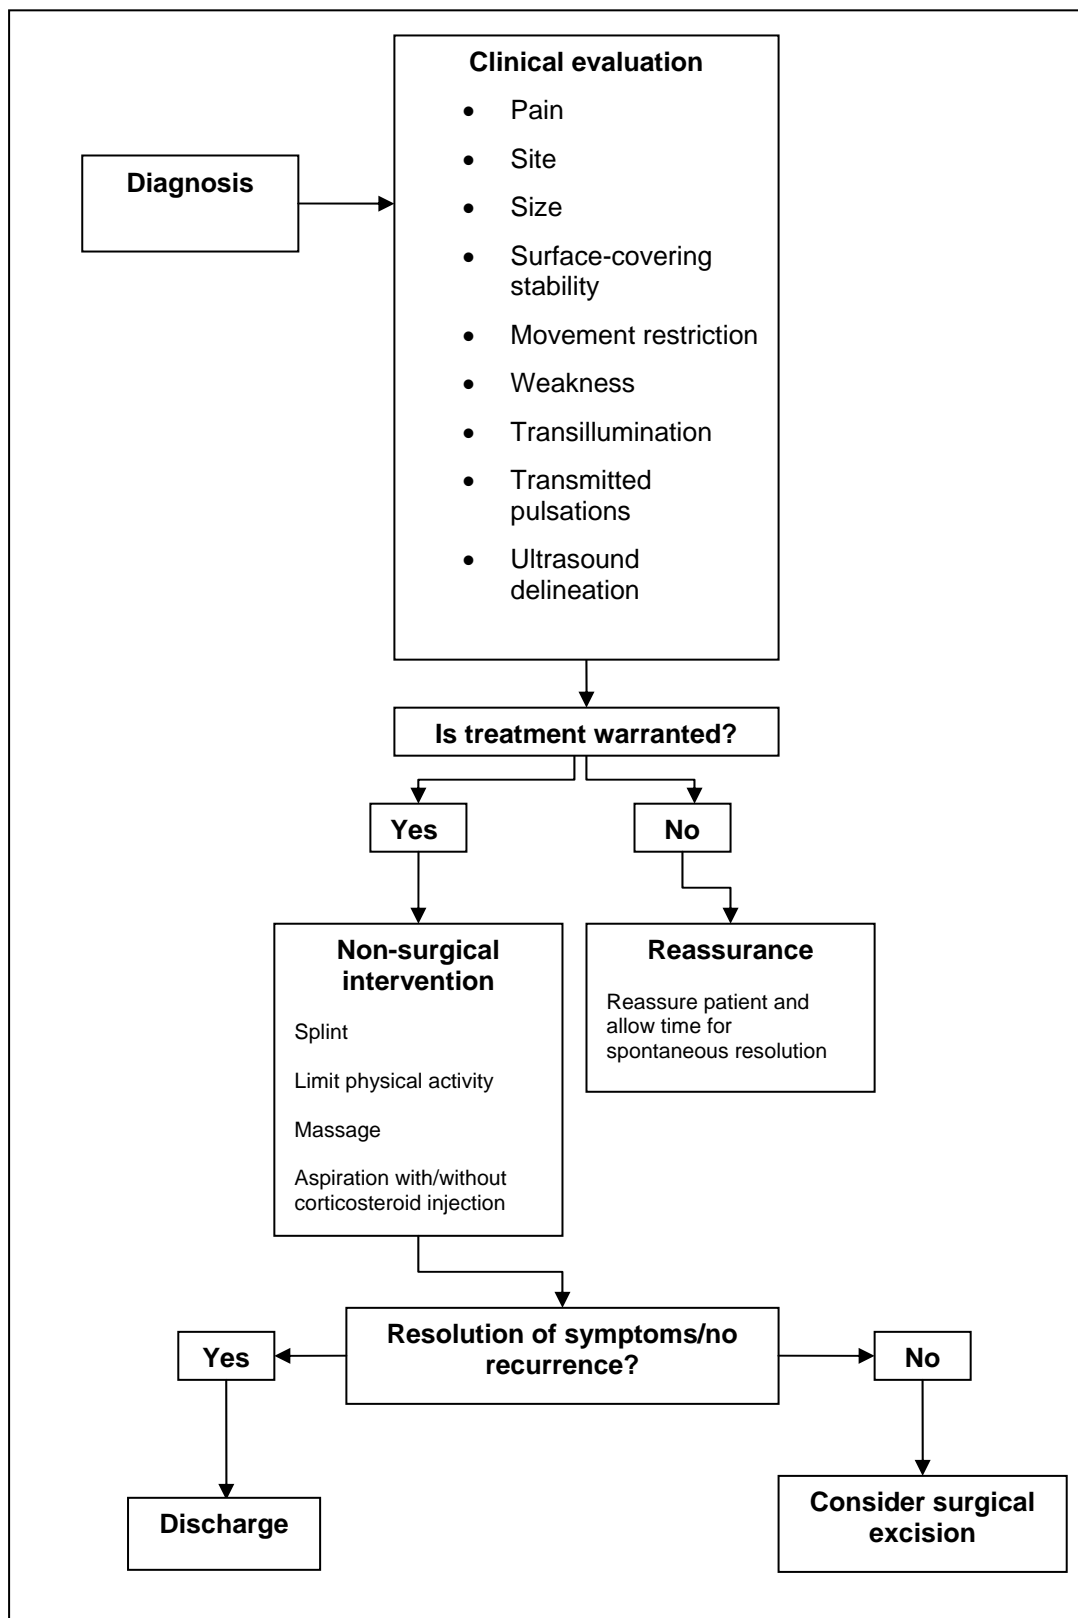 Clinical evaluation
• Pain
Diagnosis
• Site
• Size
• Surface-covering
stability
• Movement restriction
• Weakness
• Transillumination
• Transmitted
pulsations
• Ultrasound
delineation
Is treatment warranted?
Yes
No
Non-surgical
intervention
Splint
Limit physical activity
Massage
Aspiration with/without
corticosteroid injection
Reassurance
Reassure patient and
allow time for
spontaneous resolution
Resolution of symptoms/no
recurrence?
Yes
No
Discharge
Consider surgical
excision